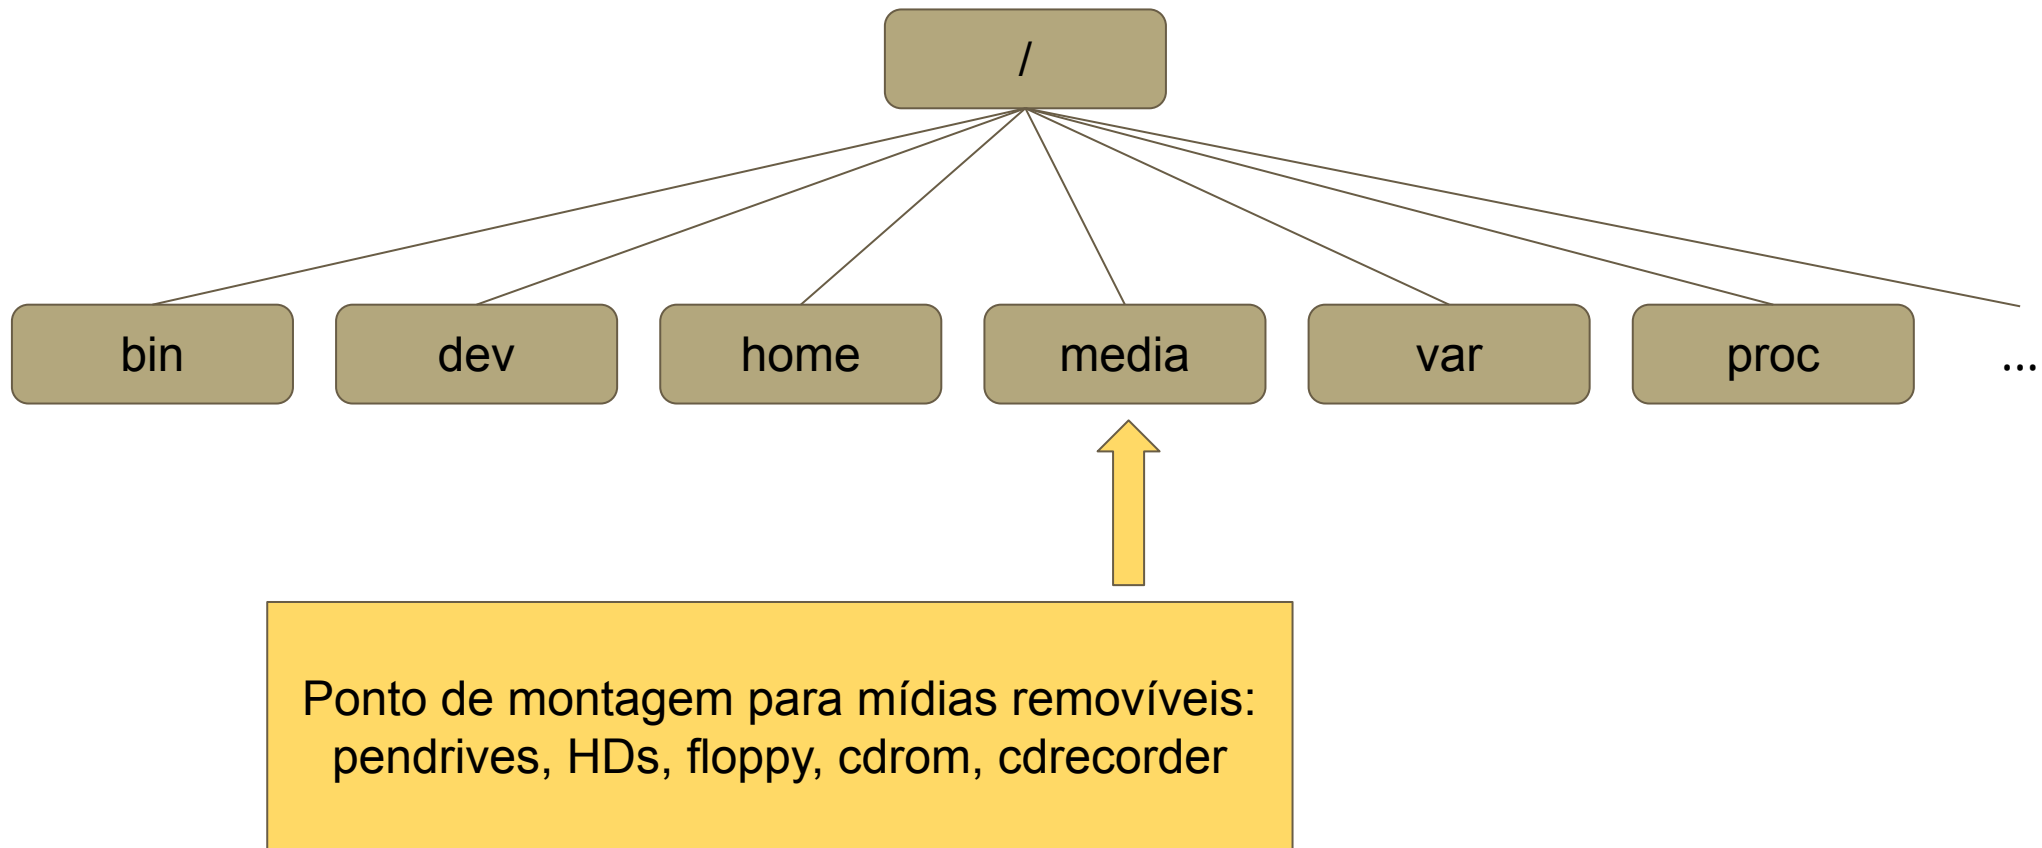 /
bin
dev
home
media
var
proc
...
Ponto de montagem para mídias removíveis:
pendrives, HDs, floppy, cdrom, cdrecorder